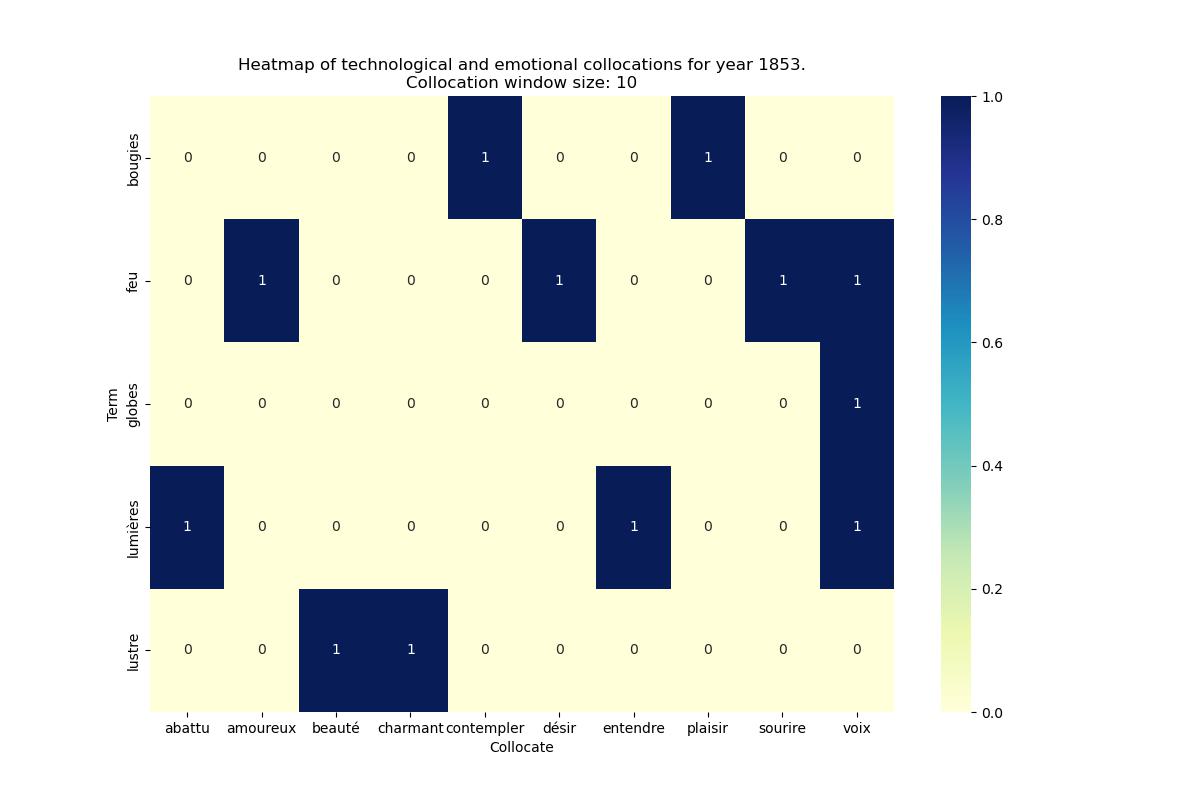 Heatmap of technological and emotional collocations for year 1853.
Collocation window size: 10
bougies 0 0 0 0 1 0 0 1 0 0
feu 0 1 0 0 0 1 0 0 1 1
globes 0 0 0 0 0 0 0 0 0 1
lumières 1 0 0 0 0 0 1 0 0 1
lustre 0 0 1 1 0 0 0 0 0 0
Term
abattu amoureux beauté charmant contempler désir entendre plaisir sourire voix
Collocate
1.0
0.8
0.6
0.4
0.2
0.0